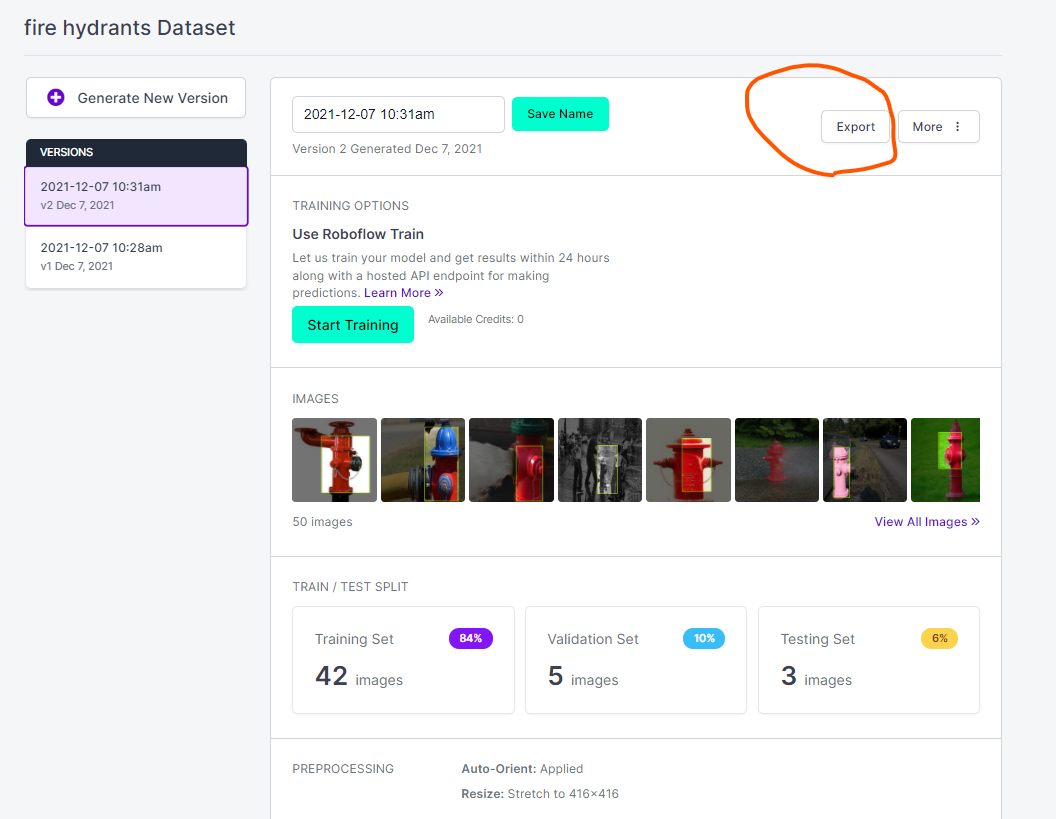 fire hydrants Dataset
Generate New Version
VERSIONS
2021-12-07 10:31am
v2 Dec 7, 2021
2021-12-07 10:28am
v1 Dec 7, 2021
2021-12-07 10:31am
Save Name
Version 2 Generated Dec 7, 2021
Export
More
TRAINING OPTIONS
Use Roboflow Train
Let us train your model and get results within 24 hours
along with a hosted API endpoint for making
predictions. Learn More »
Start Training
Available Credits: 0
IMAGES
50 images
View All Images »
TRAIN / TEST SPLIT
Training Set
84%
42 images
Validation Set
10%
5 images
Testing Set
6%
3 images
PREPROCESSING
Auto-Orient: Applied
Resize: Stretch to 416×416